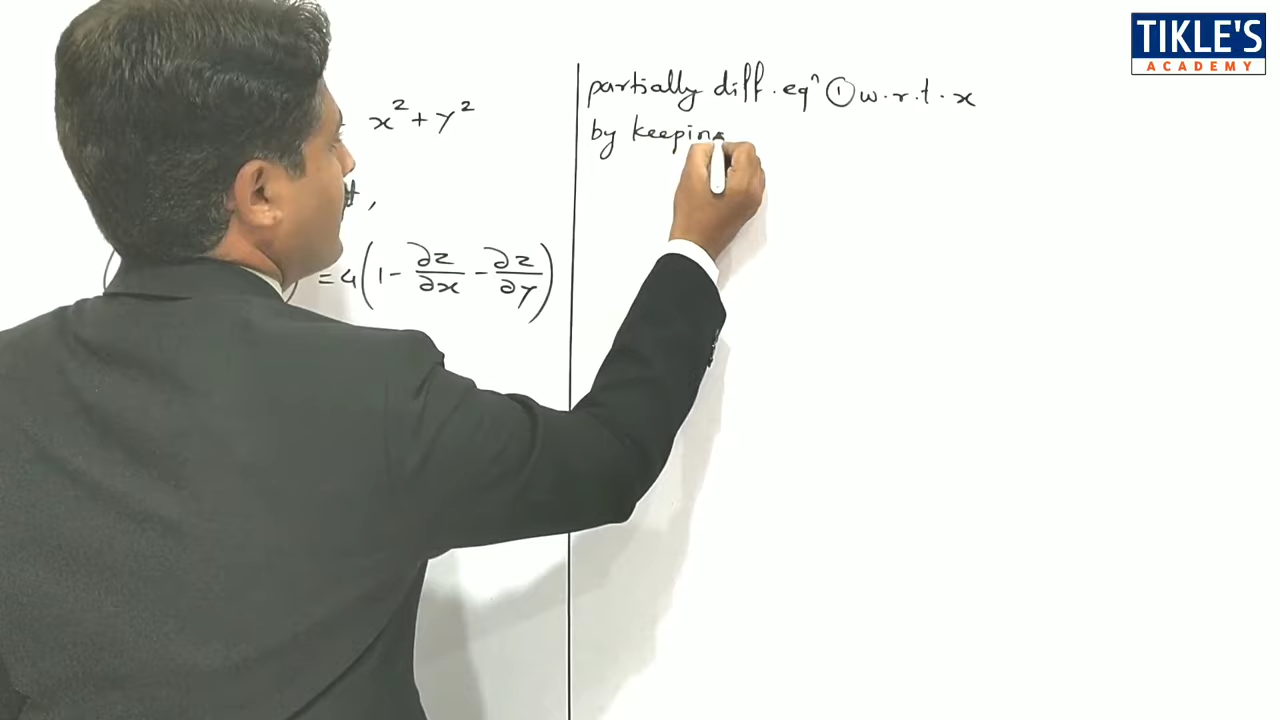 x² + y²
,
= 4(1 - ∂z/∂x - ∂z/∂y)
partially diff. eqⁿ ① w.r.t. x
by keeping
TIKLE'S
ACADEMY